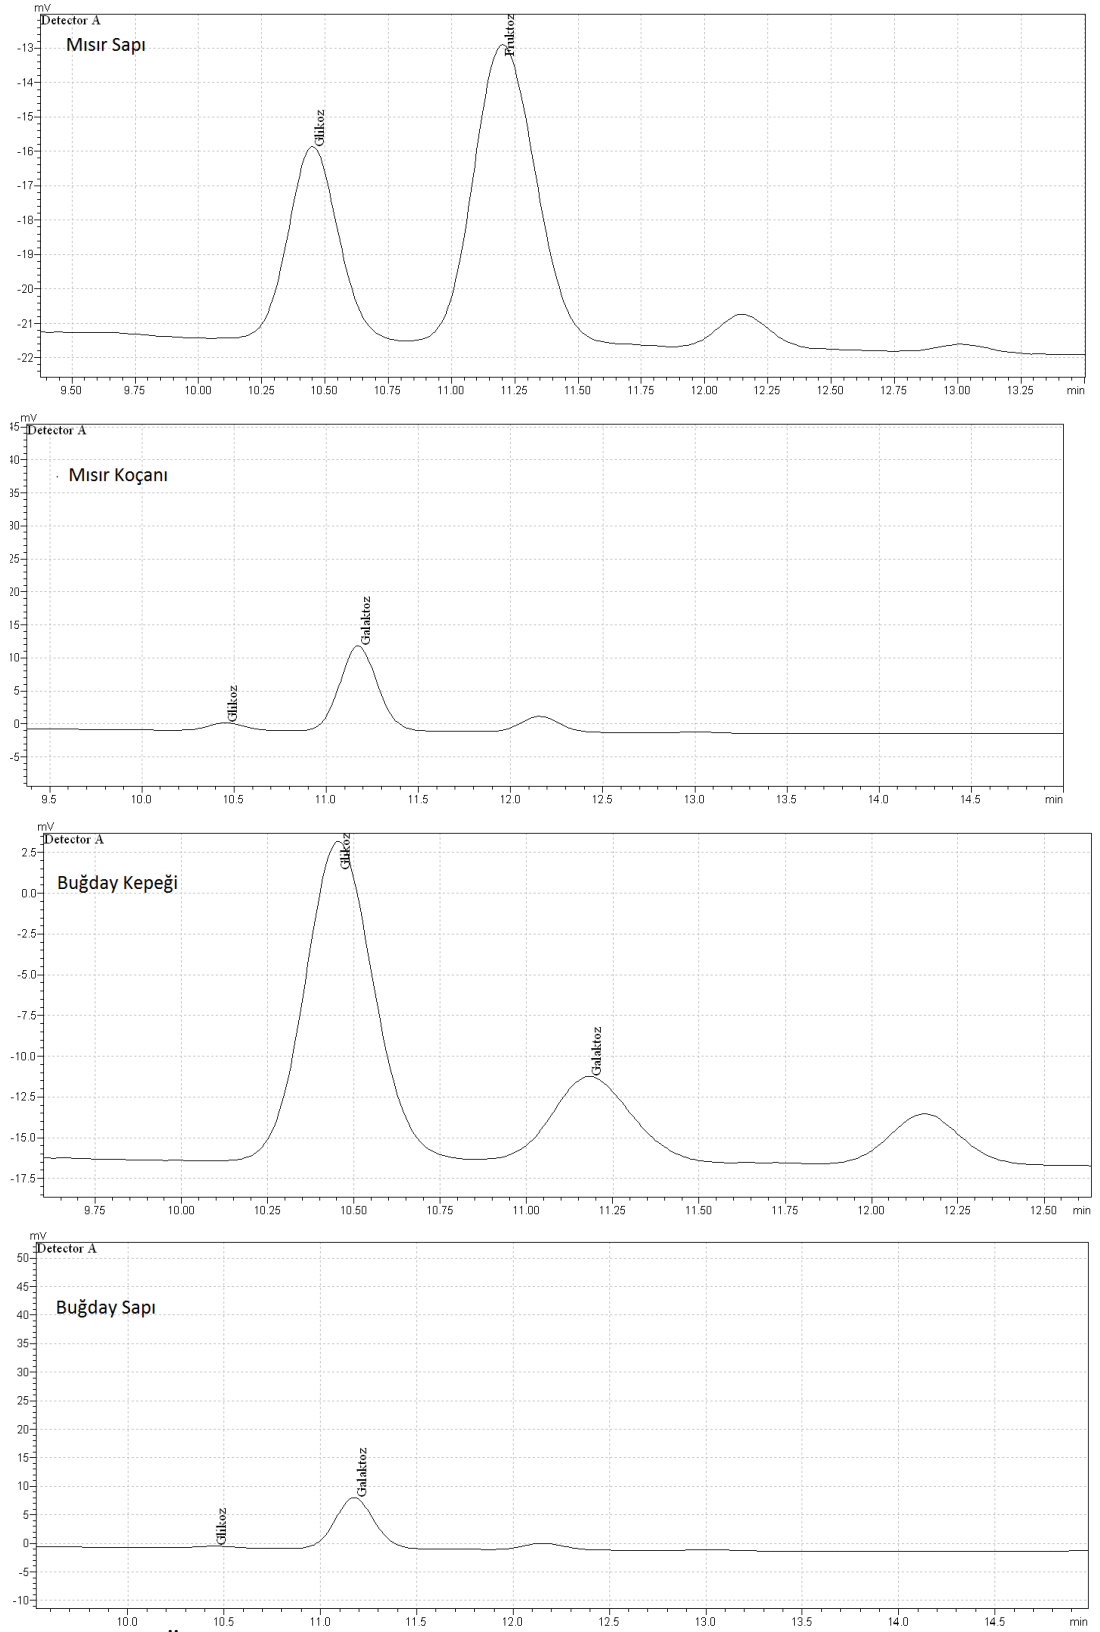 mV
Detector A
Mısır Sapı
Glikoz
Fruktoz
-13
-14
-15
-16
-17
-18
-19
-20
-21
-22
9.50 9.75 10.00 10.25 10.50 10.75 11.00 11.25 11.50 11.75 12.00 12.25 12.50 12.75 13.00 13.25 min
mV
Detector A
Mısır Koçanı
Glikoz
Galaktoz
45
40
35
30
25
20
15
10
5
0
-5
9.5 10.0 10.5 11.0 11.5 12.0 12.5 13.0 13.5 14.0 14.5 min
mV
Detector A
Buğday Kepeği
Glikoz
Galaktoz
2.5
0.0
-2.5
-5.0
-7.5
-10.0
-12.5
-15.0
-17.5
9.75 10.00 10.25 10.50 10.75 11.00 11.25 11.50 11.75 12.00 12.25 12.50 min
mV
Detector A
Buğday Sapı
Glikoz
Galaktoz
50
45
40
35
30
25
20
15
10
5
0
-5
-10
10.0 10.5 11.0 11.5 12.0 12.5 13.0 13.5 14.0 14.5 min